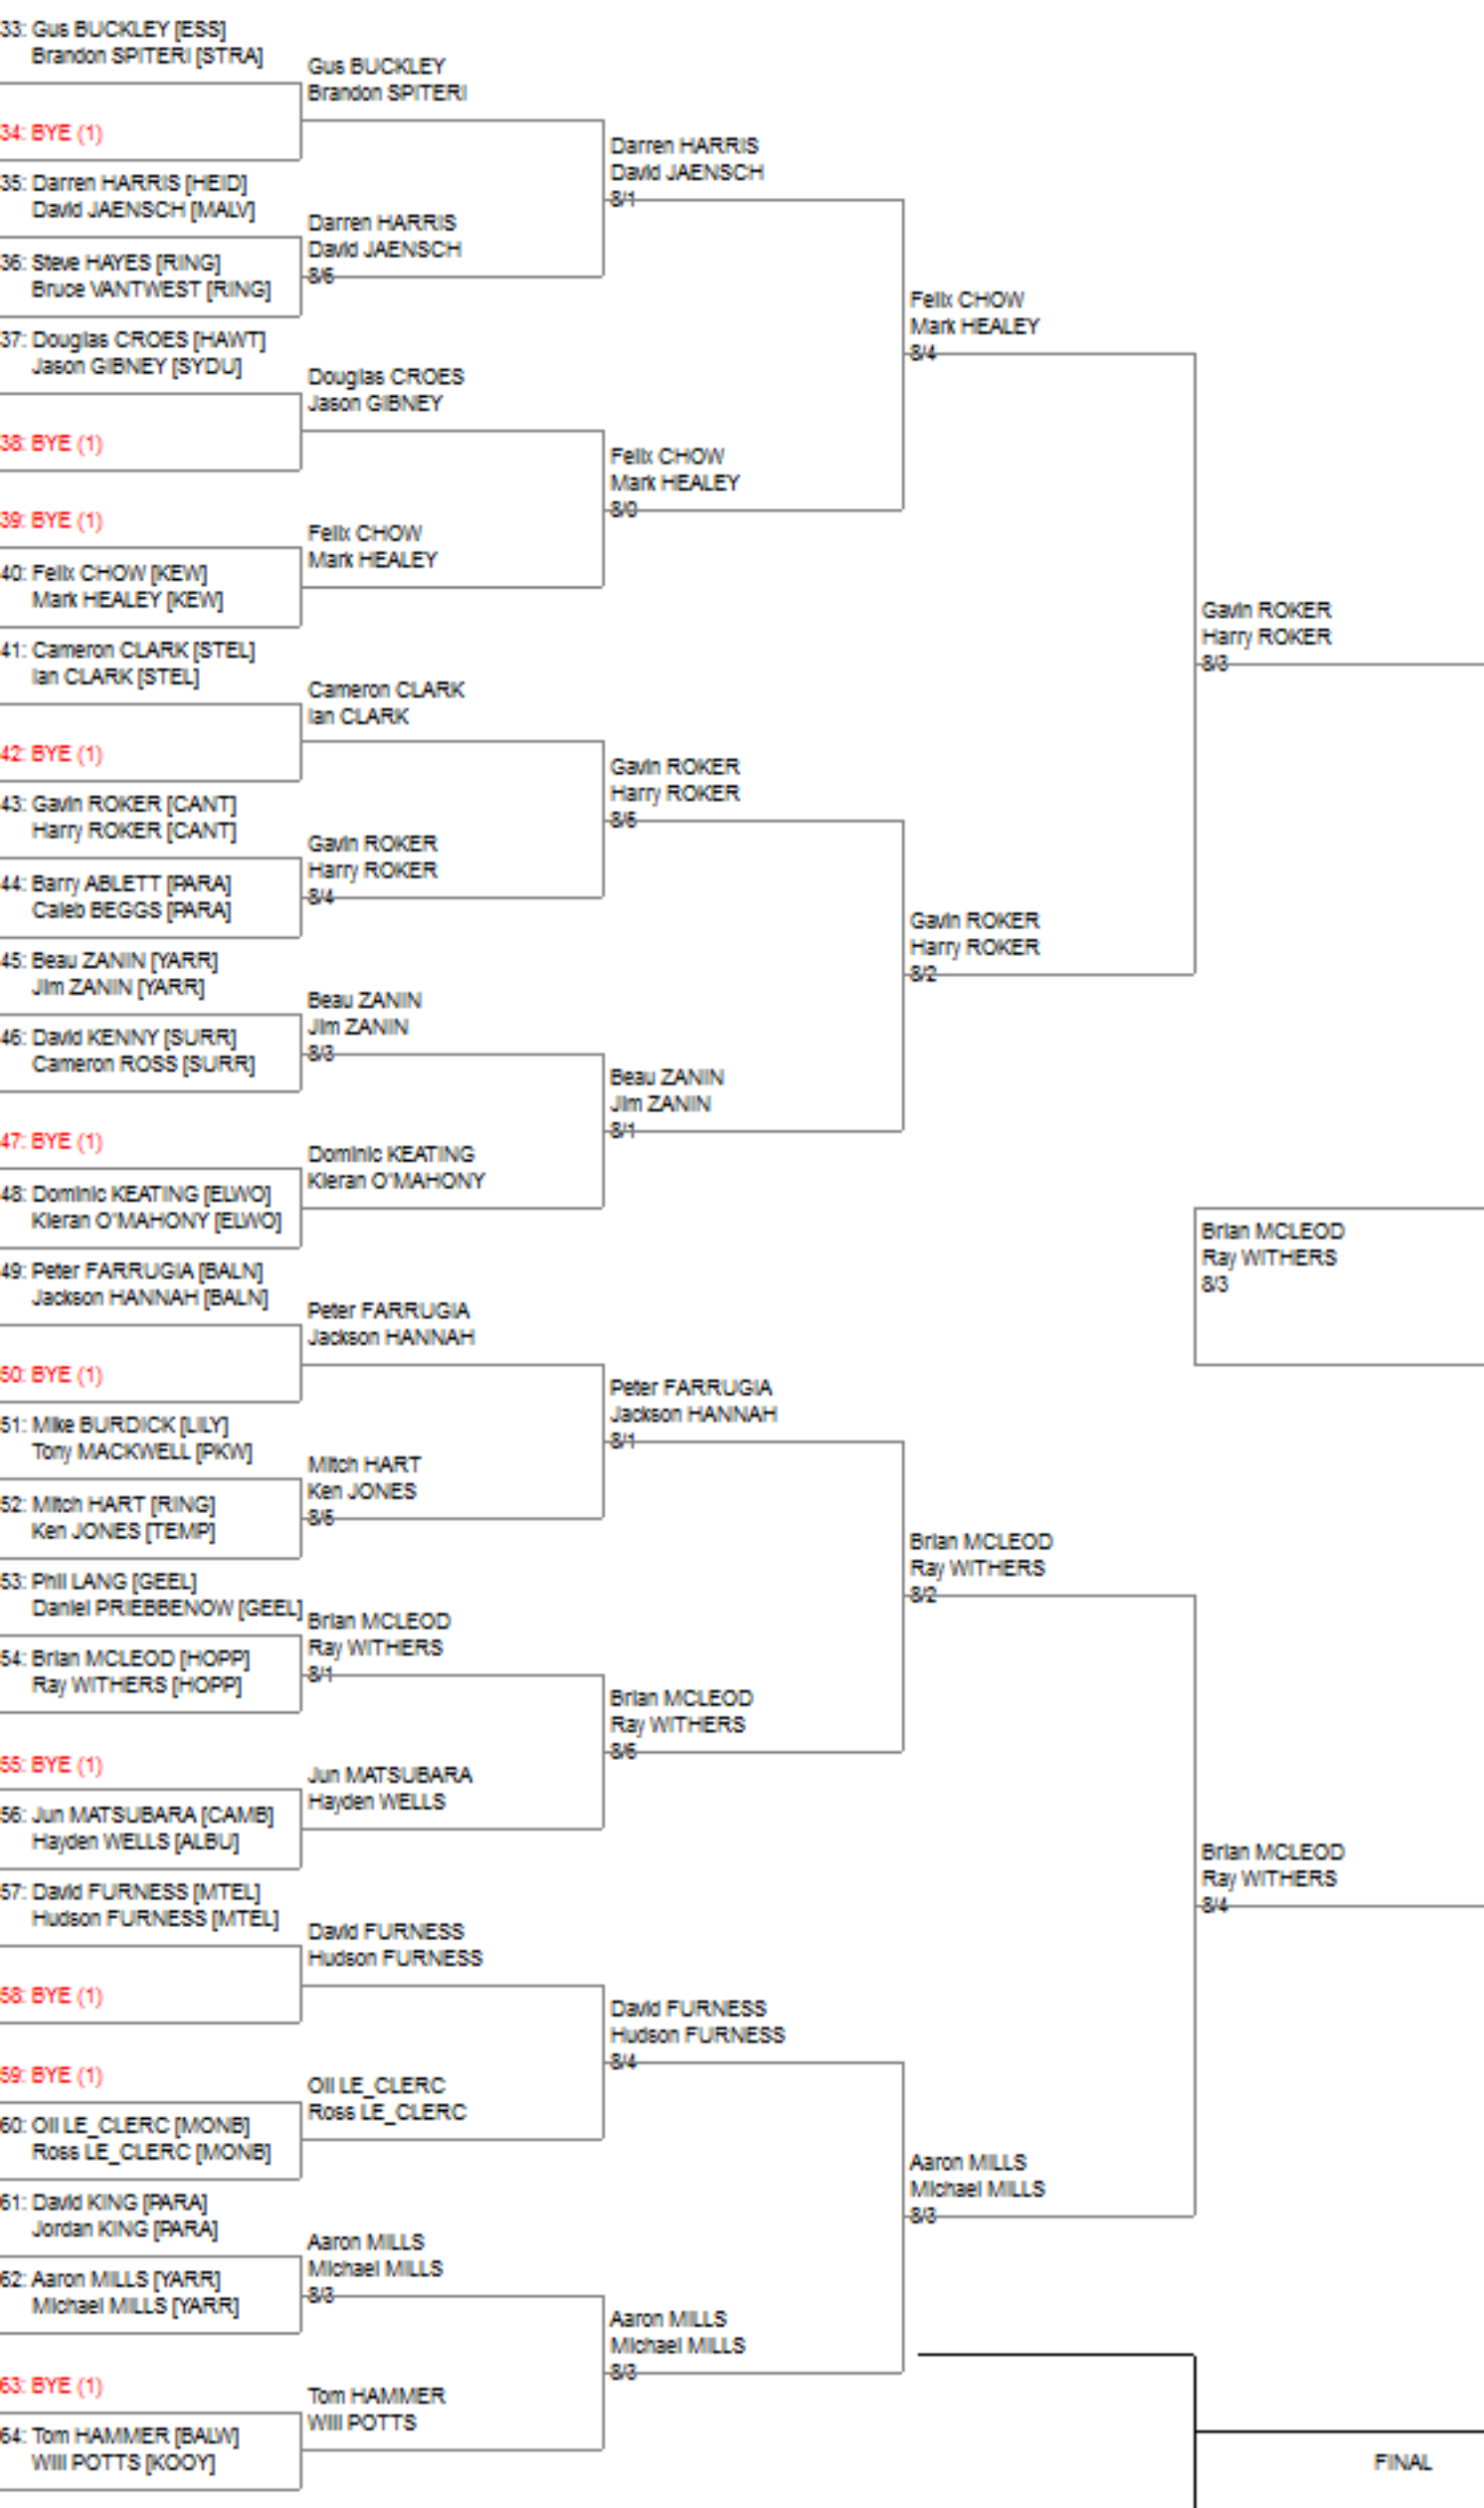 33: Gus BUCKLEY [ESS]
Brandon SPITERI [STRA]
34: BYE (1)
35: Darren HARRIS [HEID]
David JAENSCH [MALV]
36: Steve HAYES [RING]
Bruce VANTWEST [RING]
37: Douglas CROES [HAWT]
Jason GIBNEY [SYDU]
38: BYE (1)
39: BYE (1)
40: Felix CHOW [KEW]
Mark HEALEY [KEW]
41: Cameron CLARK [STEL]
Ian CLARK [STEL]
42: BYE (1)
43: Gavin ROKER [CANT]
Harry ROKER [CANT]
44: Barry ABLETT [PARA]
Caleb BEGGS [PARA]
45: Beau ZANIN [YARR]
Jim ZANIN [YARR]
46: David KENNY [SURR]
Cameron ROSS [SURR]
47: BYE (1)
48: Dominic KEATING [ELWO]
Kieran O'MAHONY [ELWO]
49: Peter FARRUGIA [BALN]
Jackson HANNAH [BALN]
50: BYE (1)
51: Mike BURDICK [LILY]
Tony MACKWELL [PKW]
52: Mitch HART [RING]
Ken JONES [TEMP]
53: Phil LANG [GEEL]
Daniel PRIEBBENOW [GEEL]
54: Brian MCLEOD [HOPP]
Ray WITHERS [HOPP]
55: BYE (1)
56: Jun MATSUBARA [CAMB]
Hayden WELLS [ALBU]
57: David FURNESS [MTEL]
Hudson FURNESS [MTEL]
58: BYE (1)
59: BYE (1)
60: Oli LE_CLERC [MONB]
Ross LE_CLERC [MONB]
61: David KING [PARA]
Jordan KING [PARA]
62: Aaron MILLS [YARR]
Michael MILLS [YARR]
63: BYE (1)
64: Tom HAMMER [BALW]
Will POTTS [KOOY]
Gus BUCKLEY
Brandon SPITERI
Darren HARRIS
David JAENSCH
Douglas CROES
Jason GIBNEY
Felix CHOW
Mark HEALEY
Cameron CLARK
Ian CLARK
Gavin ROKER
Harry ROKER
8/4
Beau ZANIN
Jim ZANIN
8/3
Dominic KEATING
Kieran O'MAHONY
Peter FARRUGIA
Jackson HANNAH
Mitch HART
Ken JONES
Brian MCLEOD
Ray WITHERS
8/1
Jun MATSUBARA
Hayden WELLS
David FURNESS
Hudson FURNESS
Oli LE_CLERC
Ross LE_CLERC
Aaron MILLS
Michael MILLS
8/3
Tom HAMMER
Will POTTS
Darren HARRIS
David JAENSCH
8/1
Felix CHOW
Mark HEALEY
Gavin ROKER
Harry ROKER
Beau ZANIN
Jim ZANIN
8/1
Peter FARRUGIA
Jackson HANNAH
8/1
Brian MCLEOD
Ray WITHERS
David FURNESS
Hudson FURNESS
8/4
Aaron MILLS
Michael MILLS
8/3
Felix CHOW
Mark HEALEY
8/4
Gavin ROKER
Harry ROKER
8/2
Brian MCLEOD
Ray WITHERS
8/2
Aaron MILLS
Michael MILLS
8/3
Gavin ROKER
Harry ROKER
8/3
Brian MCLEOD
Ray WITHERS
8/3
Brian MCLEOD
Ray WITHERS
8/4
FINAL